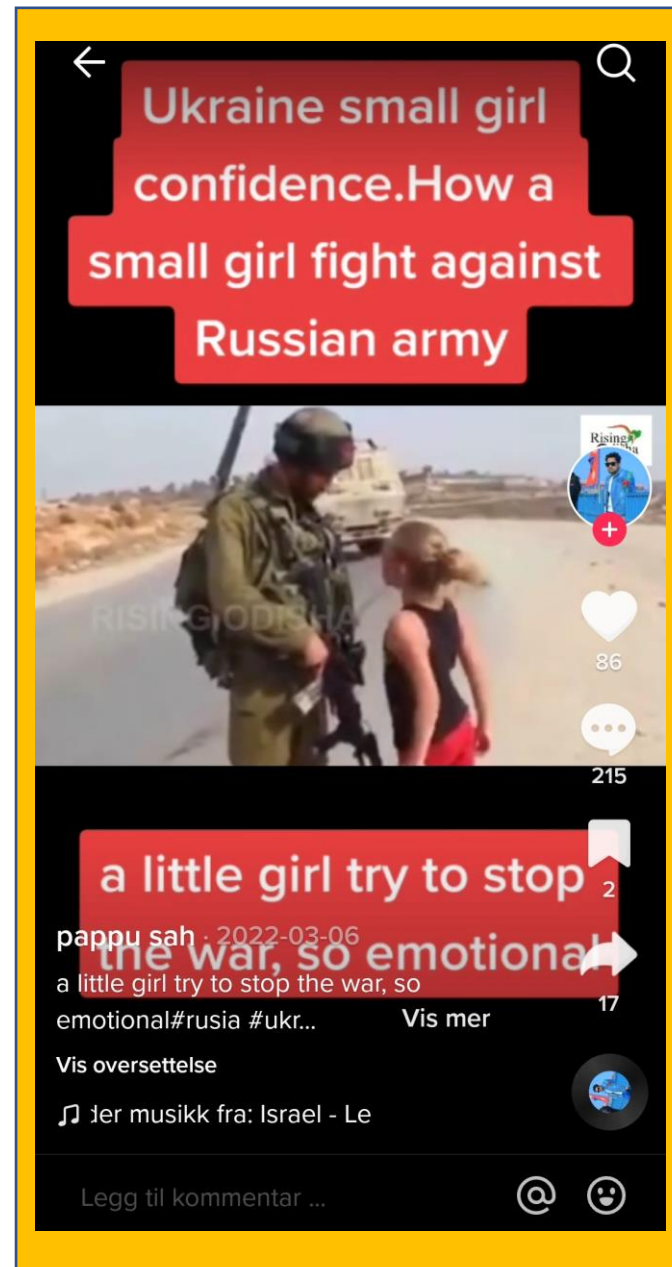 Ukraine small girl
confidence.How a
small girl fight against
Russian army
Rising
RISING ODISHA
86
215
a little girl try to stop
2
the war, so emotional
pappu sah · 2022-03-06
a little girl try to stop the war, so
emotional#rusia #ukr... Vis mer
17
Vis oversettelse
der musikk fra: Israel - Le
Legg til kommentar ...